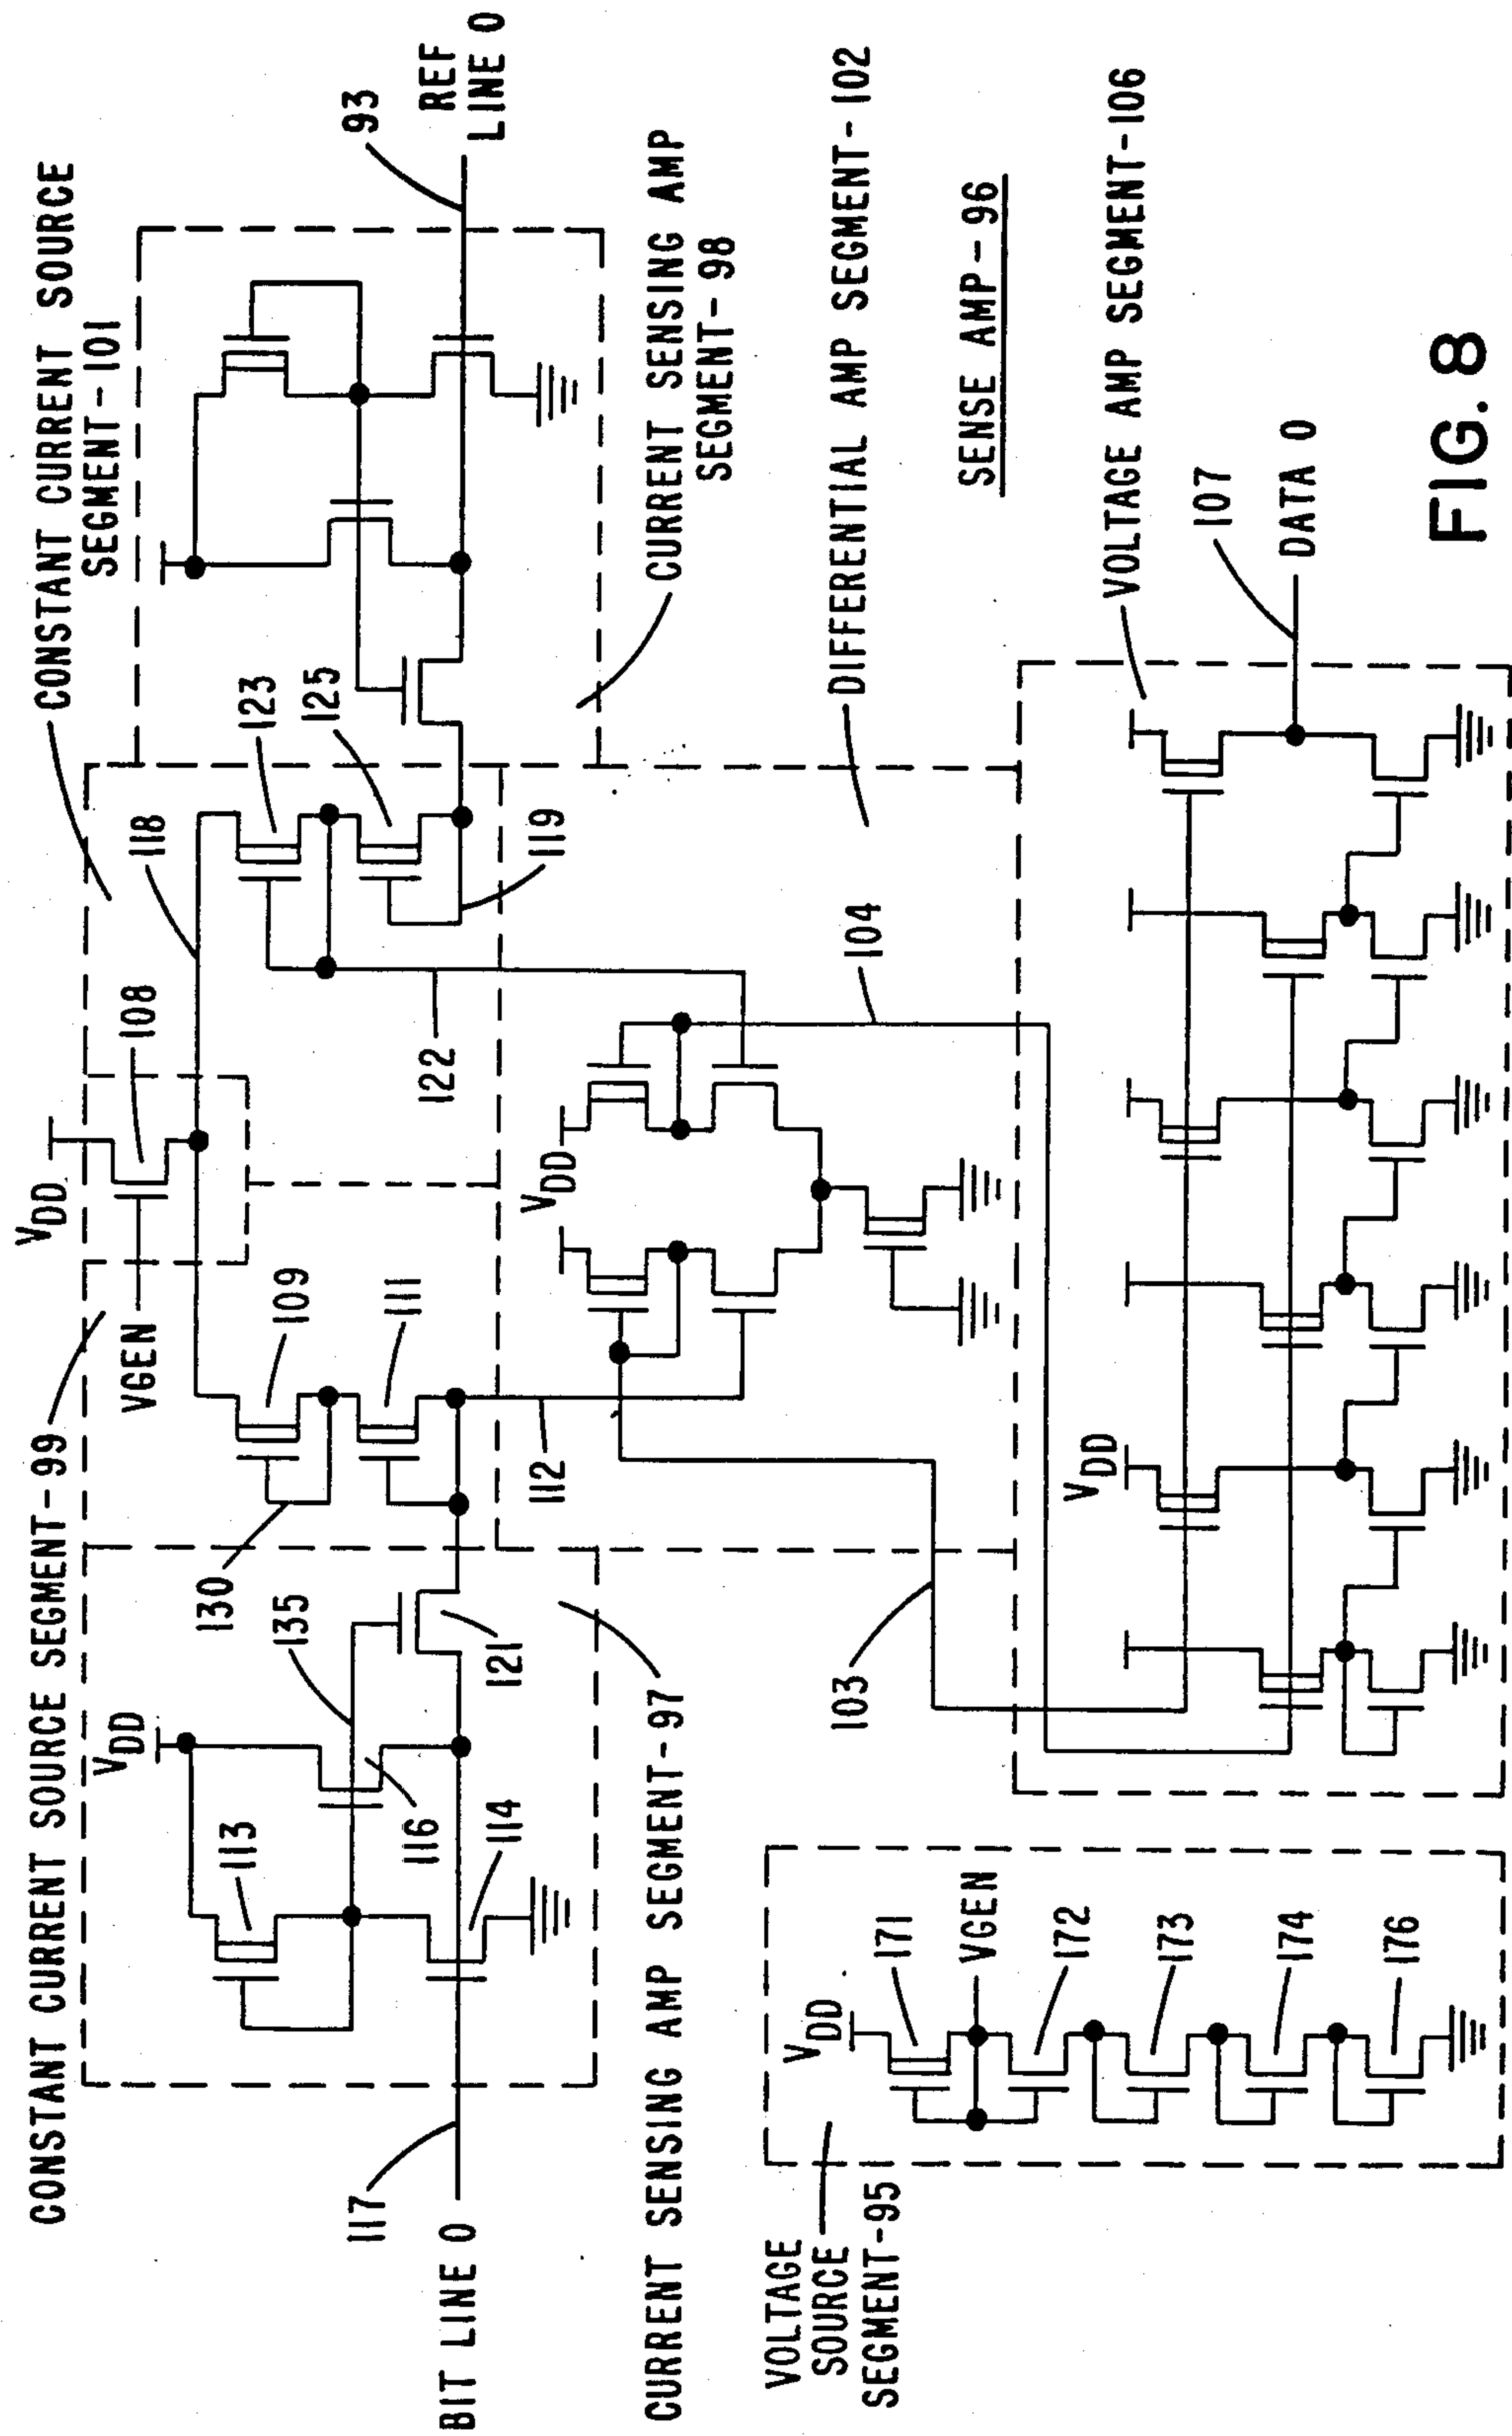 CONSTANT CURRENT SOURCE SEGMENT-99
CONSTANT CURRENT SOURCE
SEGMENT-101
VDD
VGEN
108
118
109
111
130
123
125
119
122
112
VDD
113
135
116
114
121
117
BIT LINE 0
93
REF
LINE 0
CURRENT SENSING AMP SEGMENT-97
CURRENT SENSING AMP
SEGMENT-98
VDD
104
103
DIFFERENTIAL AMP SEGMENT-102
SENSE AMP-96
VOLTAGE
SOURCE
SEGMENT-95
VDD
171
VGEN
172
173
174
176
VDD
VOLTAGE AMP SEGMENT-106
107
DATA 0
FIG. 8